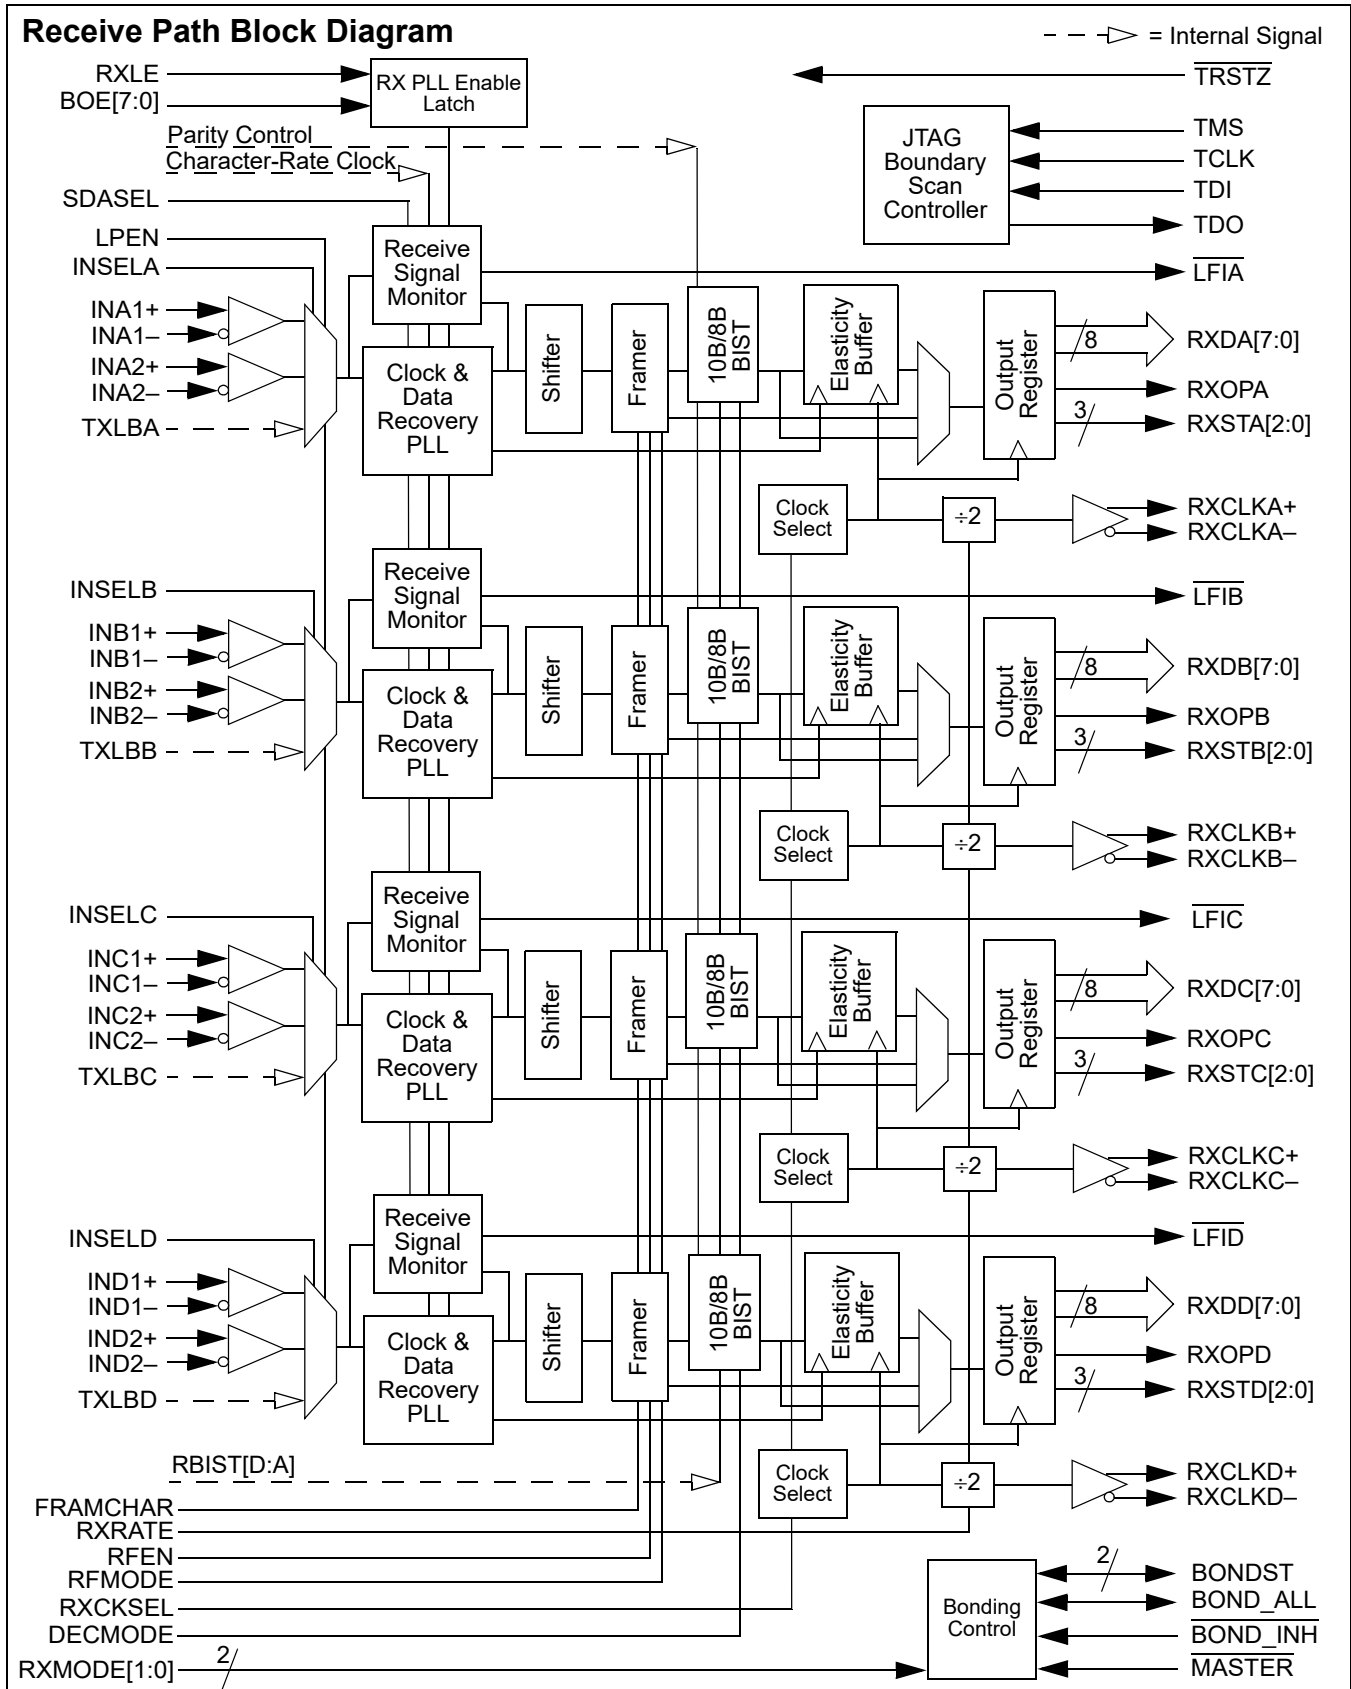 Receive Path Block Diagram
= Internal Signal
RXLE
BOE[7:0]
RX PLL Enable
Latch
TRSTZ
Parity Control
Character-Rate Clock
JTAG
Boundary
Scan
Controller
TMS
TCLK
TDI
TDO
SDASEL
LPEN
INSELA
INA1+
INA1–
INA2+
INA2–
TXLBA
Receive
Signal
Monitor
Clock &
Data
Recovery
PLL
Shifter
Framer
10B/8B
BIST
Elasticity
Buffer
Output
Register
LFIA
8
RXDA[7:0]
RXOPA
3
RXSTA[2:0]
Clock
Select
÷2
RXCLKA+
RXCLKA–
INSELB
INB1+
INB1–
INB2+
INB2–
TXLBB
Receive
Signal
Monitor
Clock &
Data
Recovery
PLL
Shifter
Framer
10B/8B
BIST
Elasticity
Buffer
Output
Register
LFIB
8
RXDB[7:0]
RXOPB
3
RXSTB[2:0]
Clock
Select
÷2
RXCLKB+
RXCLKB–
INSELC
INC1+
INC1–
INC2+
INC2–
TXLBC
Receive
Signal
Monitor
Clock &
Data
Recovery
PLL
Shifter
Framer
10B/8B
BIST
Elasticity
Buffer
Output
Register
LFIC
8
RXDC[7:0]
RXOPC
3
RXSTC[2:0]
Clock
Select
÷2
RXCLKC+
RXCLKC–
INSELD
IND1+
IND1–
IND2+
IND2–
TXLBD
Receive
Signal
Monitor
Clock &
Data
Recovery
PLL
Shifter
Framer
10B/8B
BIST
Elasticity
Buffer
Output
Register
LFID
8
RXDD[7:0]
RXOPD
3
RXSTD[2:0]
Clock
Select
÷2
RXCLKD+
RXCLKD–
RBIST[D:A]
FRAMCHAR
RXRATE
RFEN
RFMODE
RXCKSEL
DECMODE
RXMODE[1:0]
2
Bonding
Control
2
BONDST
BOND_ALL
BOND_INH
MASTER